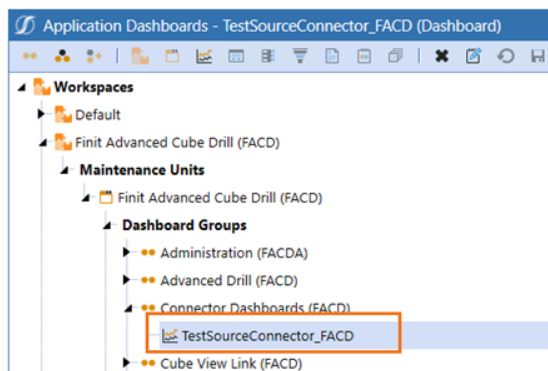 Application Dashboards - TestSourceConnector_FACD (Dashboard)
Workspaces
Default
Finit Advanced Cube Drill (FACD)
Maintenance Units
Finit Advanced Cube Drill (FACD)
Dashboard Groups
Administration (FACDA)
Advanced Drill (FACD)
Connector Dashboards (FACD)
TestSourceConnector_FACD
Cube View Link (FACD)